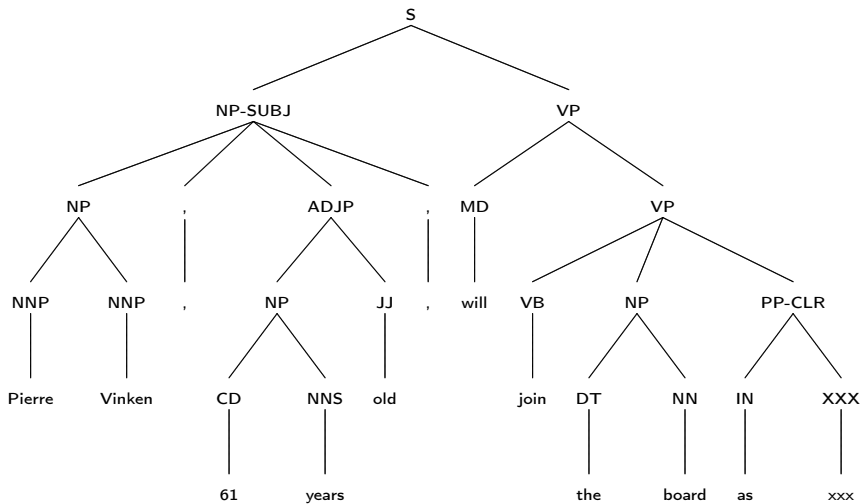 S
NP-SUBJ VP
NP , ADJP , MD VP
NNP NNP , NP JJ , will VB NP PP-CLR
Pierre Vinken CD NNS old join DT NN IN XXX
61 years the board as xxx